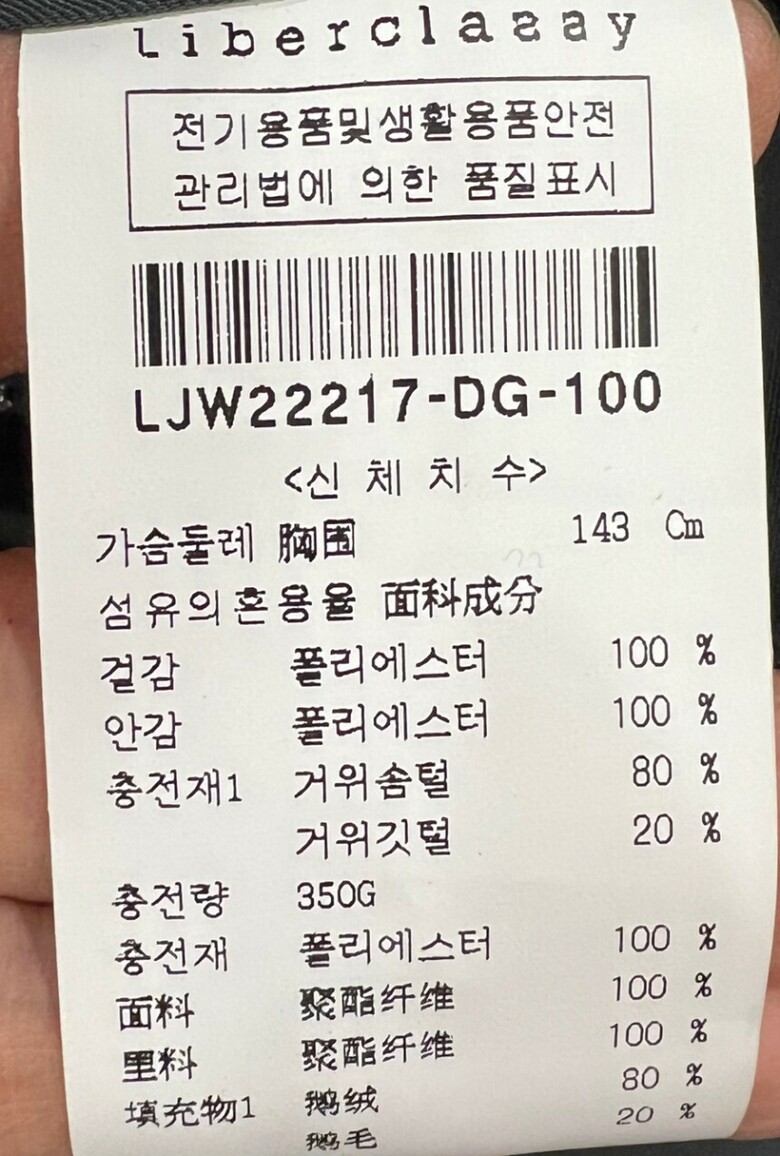 Liberclassy
전기용품및생활용품안전
관리법에 의한 품질표시
LJW22217-DG-100
<신 체 치 수>
가슴둘레 胸围 143 Cm
섬유의혼용율 面料成分
겉감 폴리에스터 100 %
안감 폴리에스터 100 %
충전재1 거위솜털 80 %
거위깃털 20 %
충전량 350G
충전재 폴리에스터 100 %
面料 聚酯纤维 100 %
里料 聚酯纤维 100 %
填充物1 鹅绒 80 %
鹅毛 20 %